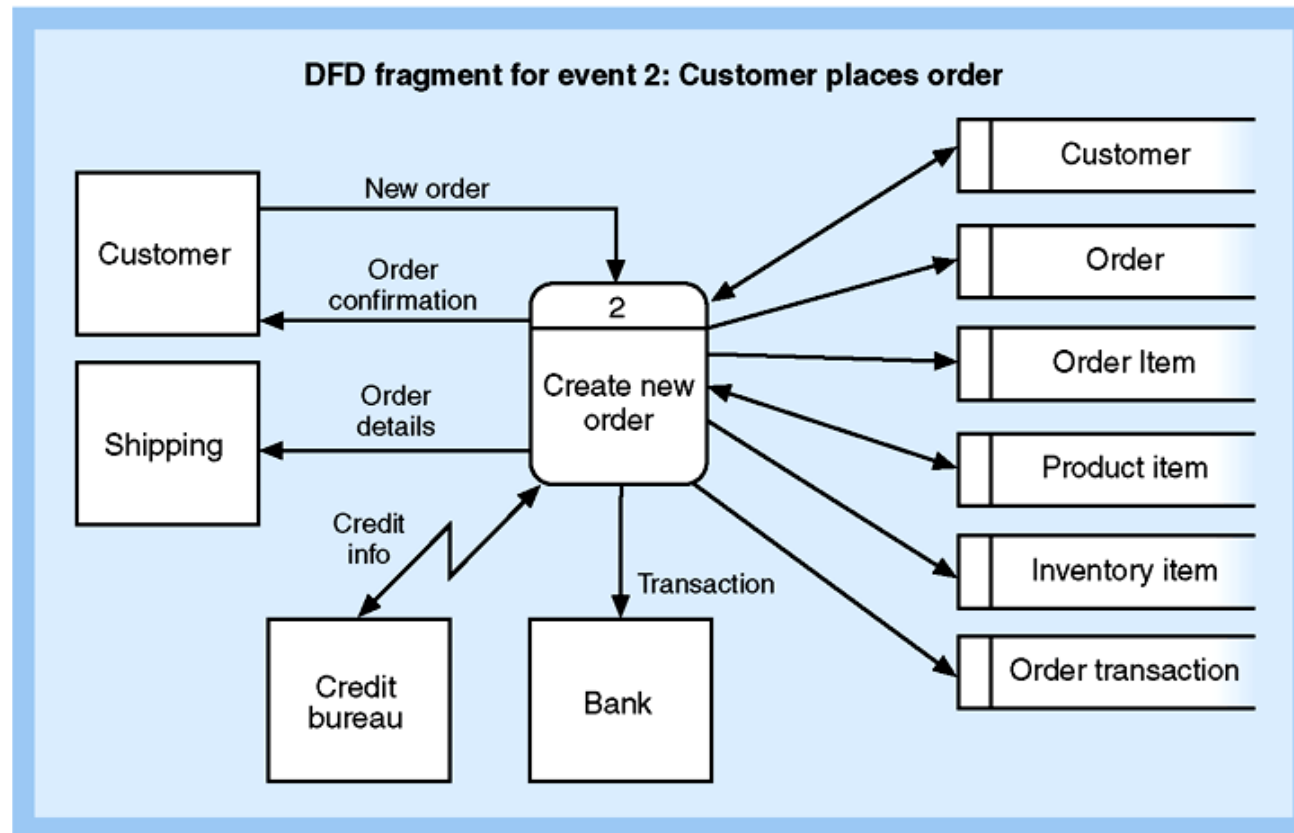 DFD fragment for event 2: Customer places order
Customer
New order
Order
confirmation
Shipping
Order
details
2
Create new
order
Credit
info
Transaction
Credit
bureau
Bank
Customer
Order
Order Item
Product item
Inventory item
Order transaction